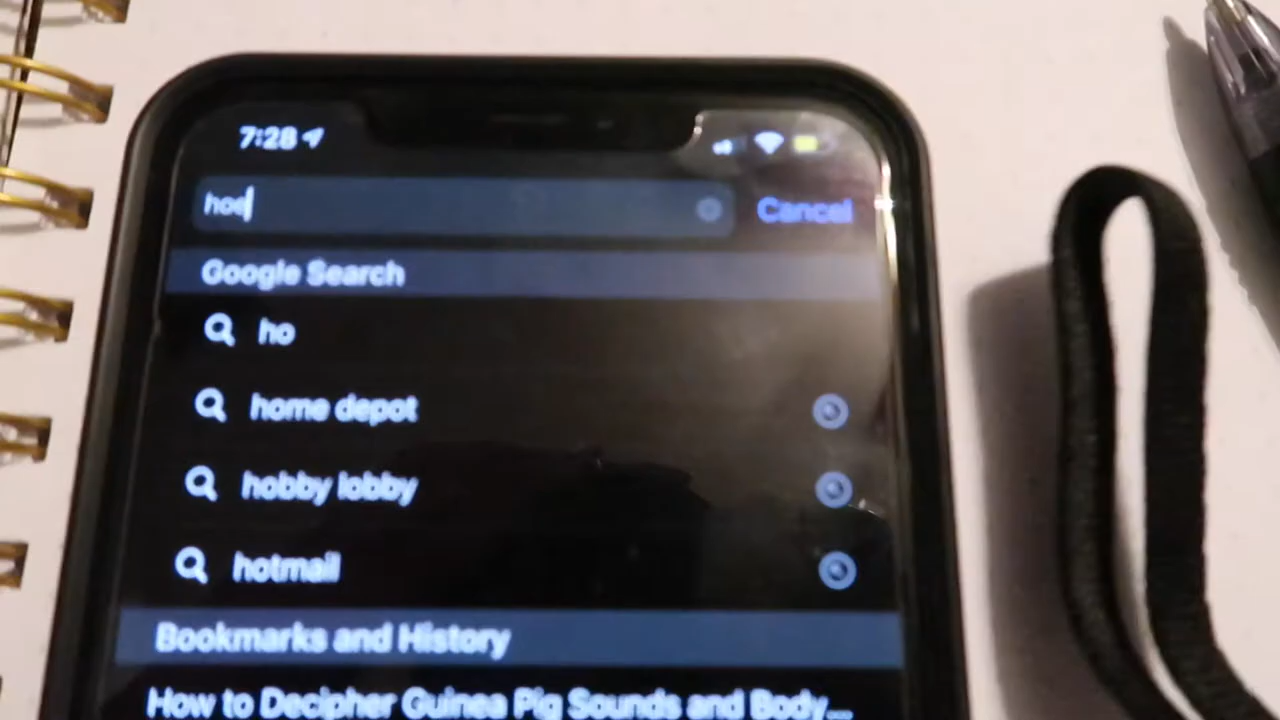 7:28
hoe
Cancel
Google Search
ho
home depot
hobby lobby
hotmail
Bookmarks and History
How to Decipher Guinea Pig Sounds and Body...